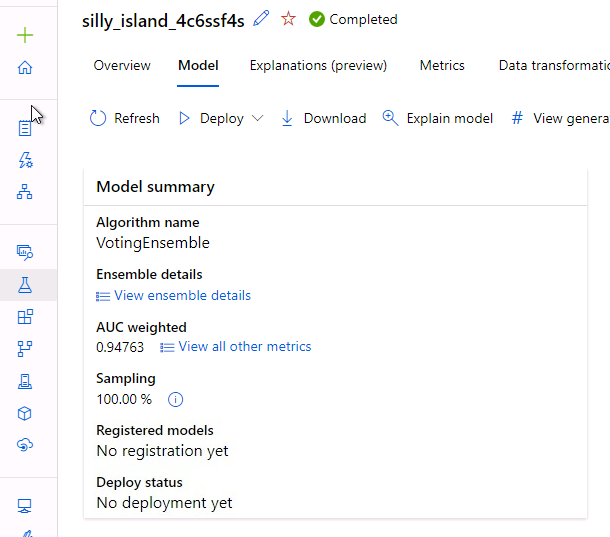 silly_island_4c6ssf4s Completed
Overview Model Explanations (preview) Metrics Data transformatio
Refresh Deploy Download Explain model # View genera
Model summary
Algorithm name
VotingEnsemble
Ensemble details
View ensemble details
AUC weighted
0.94763 View all other metrics
Sampling
100.00 %
Registered models
No registration yet
Deploy status
No deployment yet